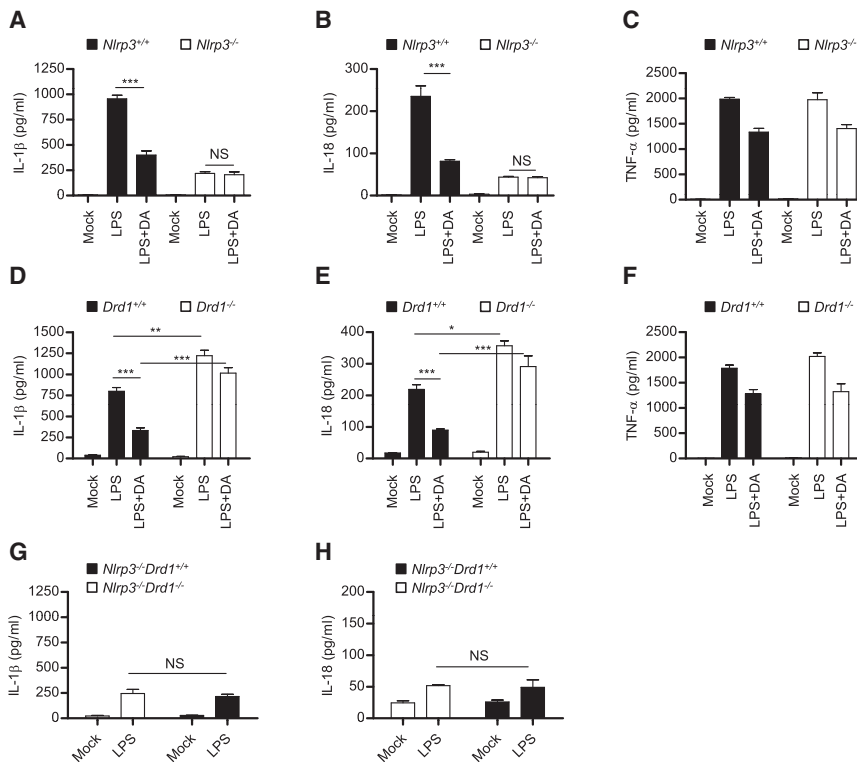 A
Nlrp3+/+ Nlrp3-/-
IL-1β (pg/ml)
1250
1000
750
500
250
0
***
NS
Mock LPS LPS+DA Mock LPS LPS+DA
B
Nlrp3+/+ Nlrp3-/-
IL-18 (pg/ml)
300
200
100
0
***
NS
Mock LPS LPS+DA Mock LPS LPS+DA
C
Nlrp3+/+ Nlrp3-/-
TNF-α (pg/ml)
2500
2000
1500
1000
500
0
Mock LPS LPS+DA Mock LPS LPS+DA
D
Drd1+/+ Drd1-/-
IL-1β (pg/ml)
1500
1250
1000
750
500
250
0
**
***
***
Mock LPS LPS+DA Mock LPS LPS+DA
E
Drd1+/+ Drd1-/-
IL-18 (pg/ml)
400
300
200
100
0
*
***
***
Mock LPS LPS+DA Mock LPS LPS+DA
F
Drd1+/+ Drd1-/-
TNF-α (pg/ml)
2500
2000
1500
1000
500
0
Mock LPS LPS+DA Mock LPS LPS+DA
G
Nlrp3-/-Drd1+/+
Nlrp3-/-Drd1-/-
IL-1β (pg/ml)
1250
1000
750
500
250
0
NS
Mock LPS Mock LPS
H
Nlrp3-/-Drd1+/+
Nlrp3-/-Drd1-/-
IL-18 (pg/ml)
200
150
100
50
0
NS
Mock LPS Mock LPS